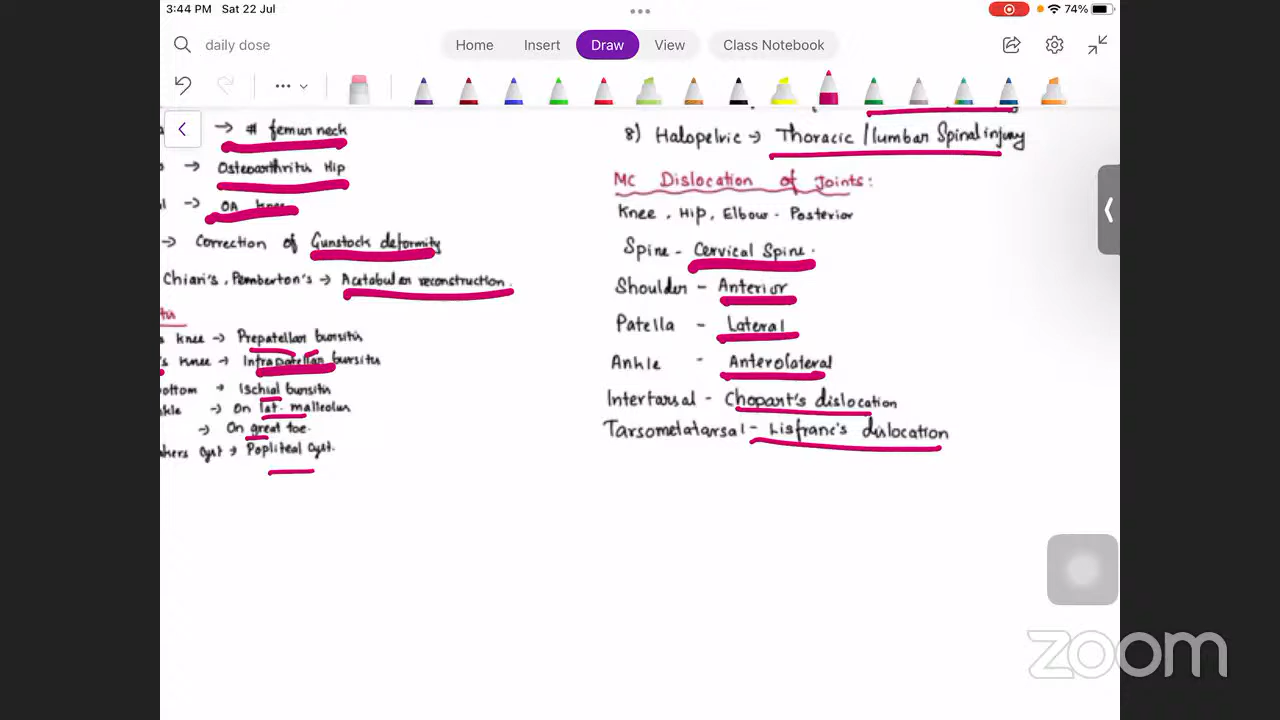 3:44 PM Sat 22 Jul
74%
daily dose
Home Insert Draw View Class Notebook
→ # femur neck
→ Osteoarthritis Hip
→ OA knee
→ Correction of Gunstock deformity
Chiari's, Pemberton's → Acetabular reconstruction.
knee → Prepatellar bursitis
knee → Infrapatellar bursitis
→ Ischial bursitis
→ On lat. malleolus
→ On great toe.
cyst → Popliteal cyst.
8) Halopelvic → Thoracic / lumbar Spinal injury
MC Dislocation of Joints:
Knee, Hip, Elbow - Posterior
Spine - Cervical Spine.
Shoulder - Anterior
Patella - Lateral
Ankle - Anterolateral
Intertarsal - Chopart's dislocation
Tarsometatarsal - Lisfranc's dislocation
zoom